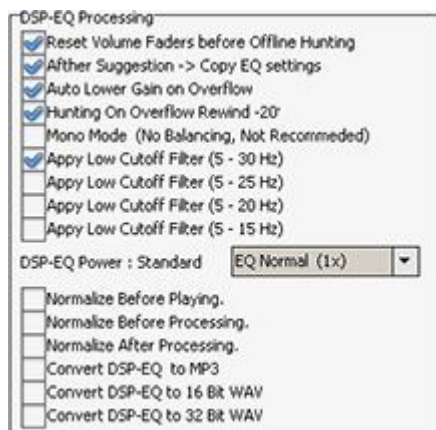 DSP-EQ Processing
Reset Volume Faders before Offline Hunting
Afther Suggestion -> Copy EQ settings
Auto Lower Gain on Overflow
Hunting On Overflow Rewind -20'
Mono Mode (No Balancing, Not Recommeded)
Appy Low Cutoff Filter (5 - 30 Hz)
Appy Low Cutoff Filter (5 - 25 Hz)
Appy Low Cutoff Filter (5 - 20 Hz)
Appy Low Cutoff Filter (5 - 15 Hz)
DSP-EQ Power : Standard EQ Normal (1x)
Normalize Before Playing.
Normalize Before Processing.
Normalize After Processing.
Convert DSP-EQ to MP3
Convert DSP-EQ to 16 Bit WAV
Convert DSP-EQ to 32 Bit WAV